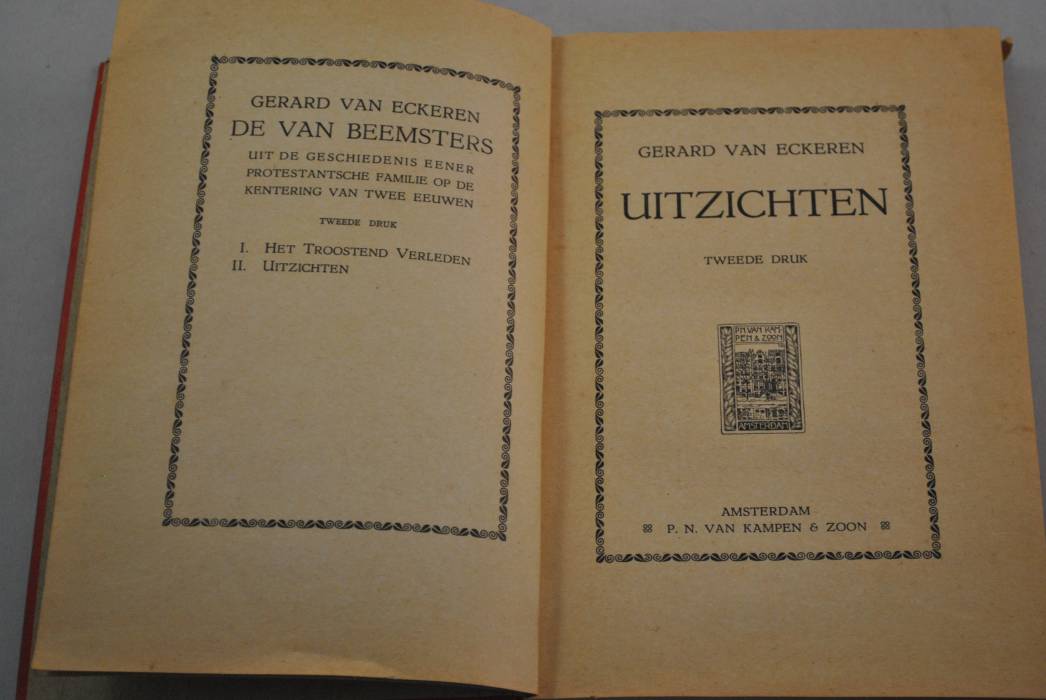 GERARD VAN ECKEREN
DE VAN BEEMSTERS
UIT DE GESCHIEDENIS EENER
PROTESTANTSCHE FAMILIE OP DE
KENTERING VAN TWEE EEUWEN
TWEEDE DRUK
I. HET TROOSTEND VERLEDEN
II. UITZICHTEN
GERARD VAN ECKEREN
UITZICHTEN
TWEEDE DRUK
P.N. VAN KAM-
PEN & ZOON
AMSTERDAM
AMSTERDAM
P. N. VAN KAMPEN & ZOON